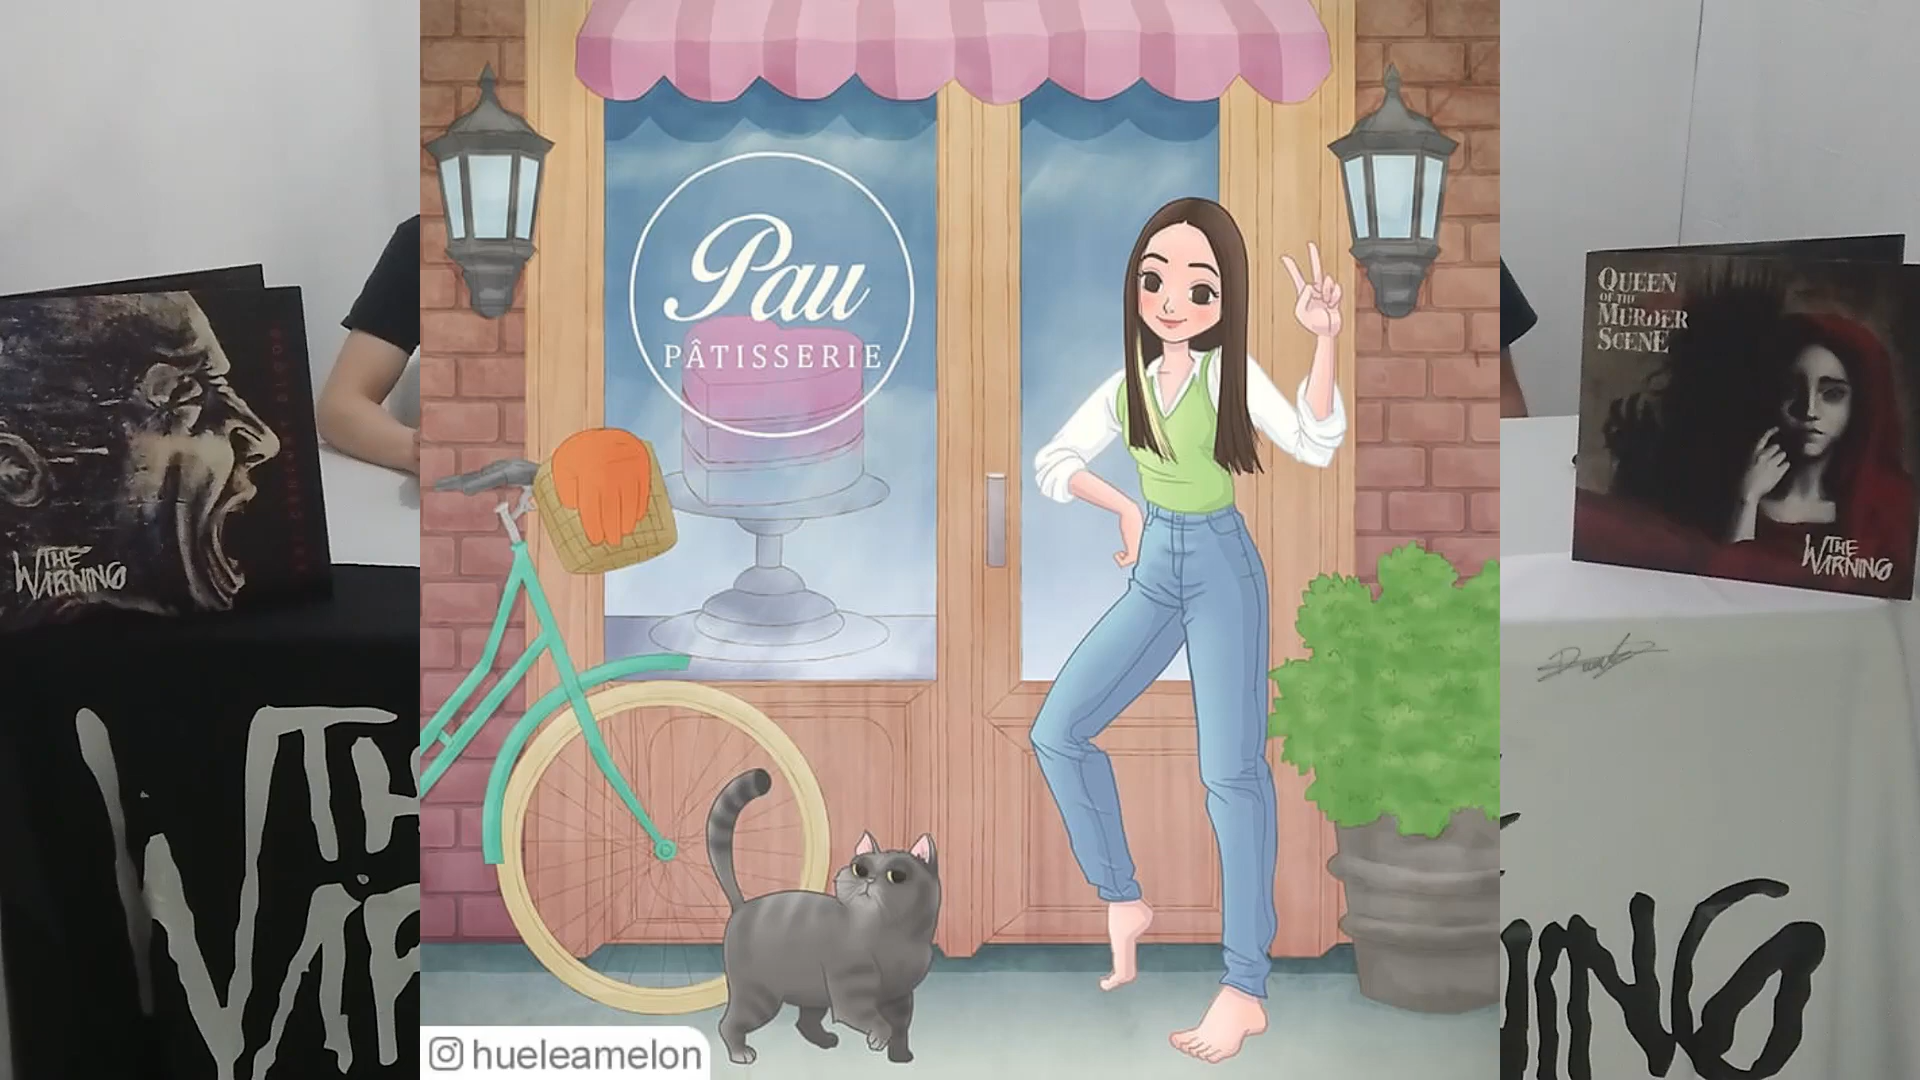 Pau
PÂTISSERIE
hueleamelon
THE
WARNING
QUEEN
OF THE
MURDER
SCENE
THE
WARNING